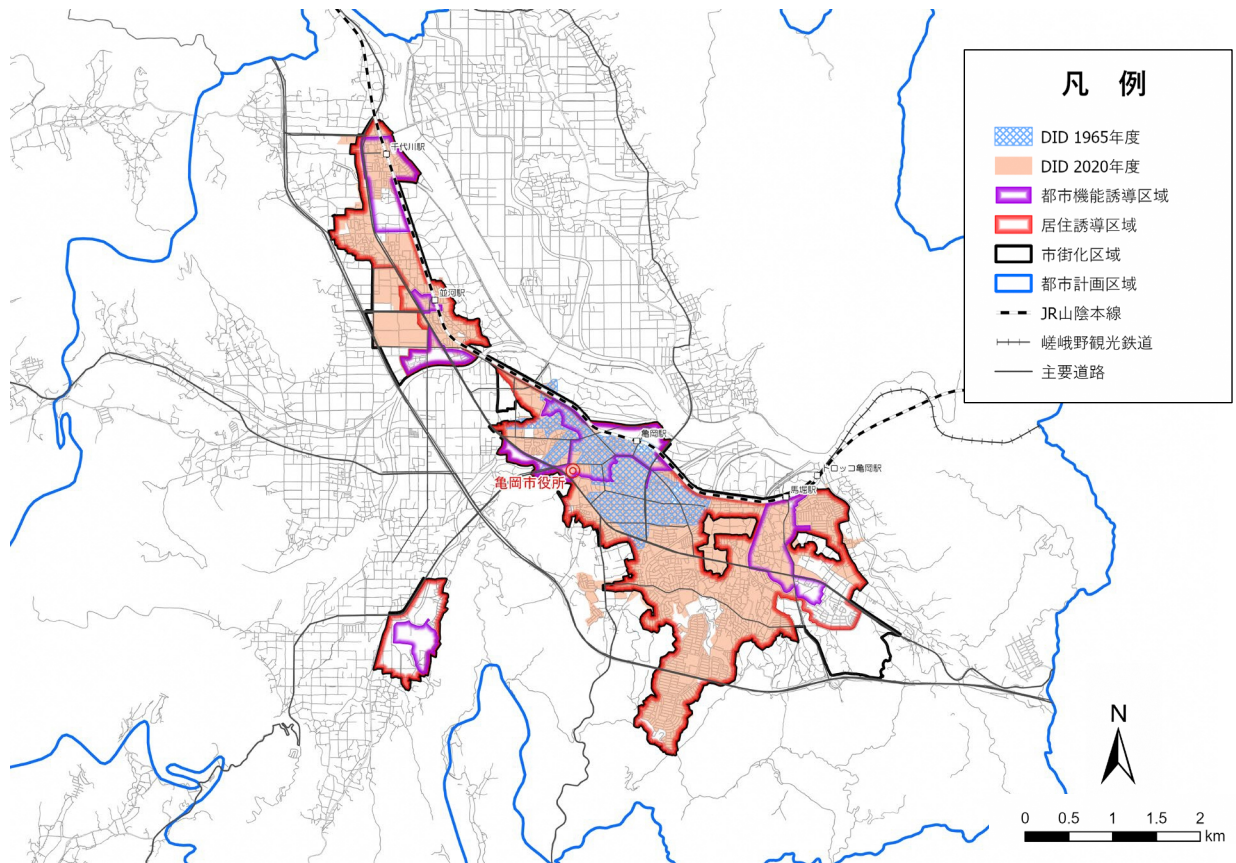 凡 例
DID 1965年度
DID 2020年度
都市機能誘導区域
居住誘導区域
市街化区域
都市計画区域
JR山陰本線
嵯峨野観光鉄道
主要道路
千代川駅
並河駅
亀岡駅
亀岡市役所
トロッコ亀岡駅
馬堀駅
N
0 0.5 1 1.5 2
km